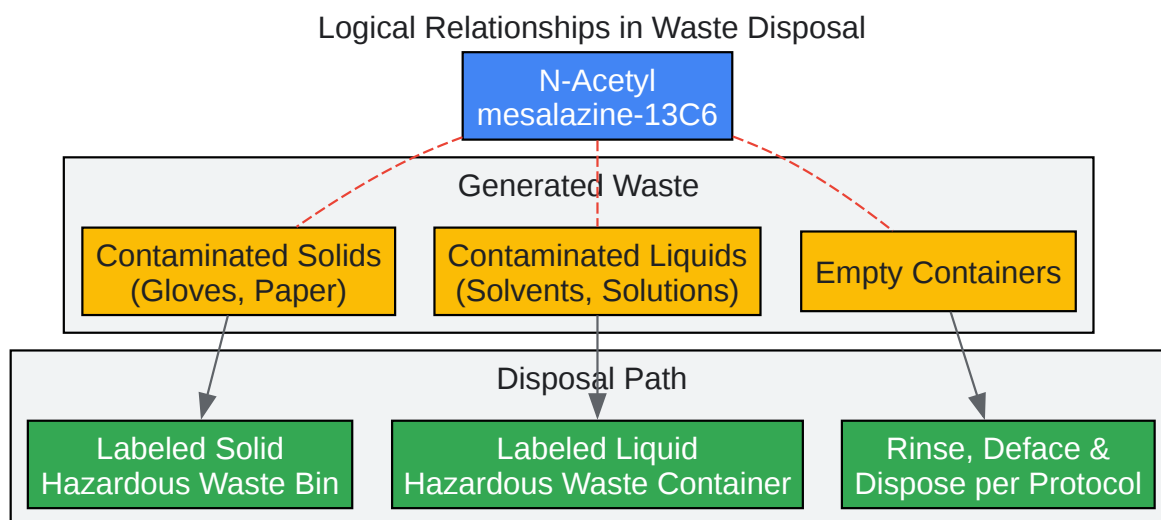 Logical Relationships in Waste Disposal
N-Acetyl
mesalazine-13C6
Generated Waste
Contaminated Solids
(Gloves, Paper)
Contaminated Liquids
(Solvents, Solutions)
Empty Containers
Disposal Path
Labeled Solid
Hazardous Waste Bin
Labeled Liquid
Hazardous Waste Container
Rinse, Deface &
Dispose per Protocol